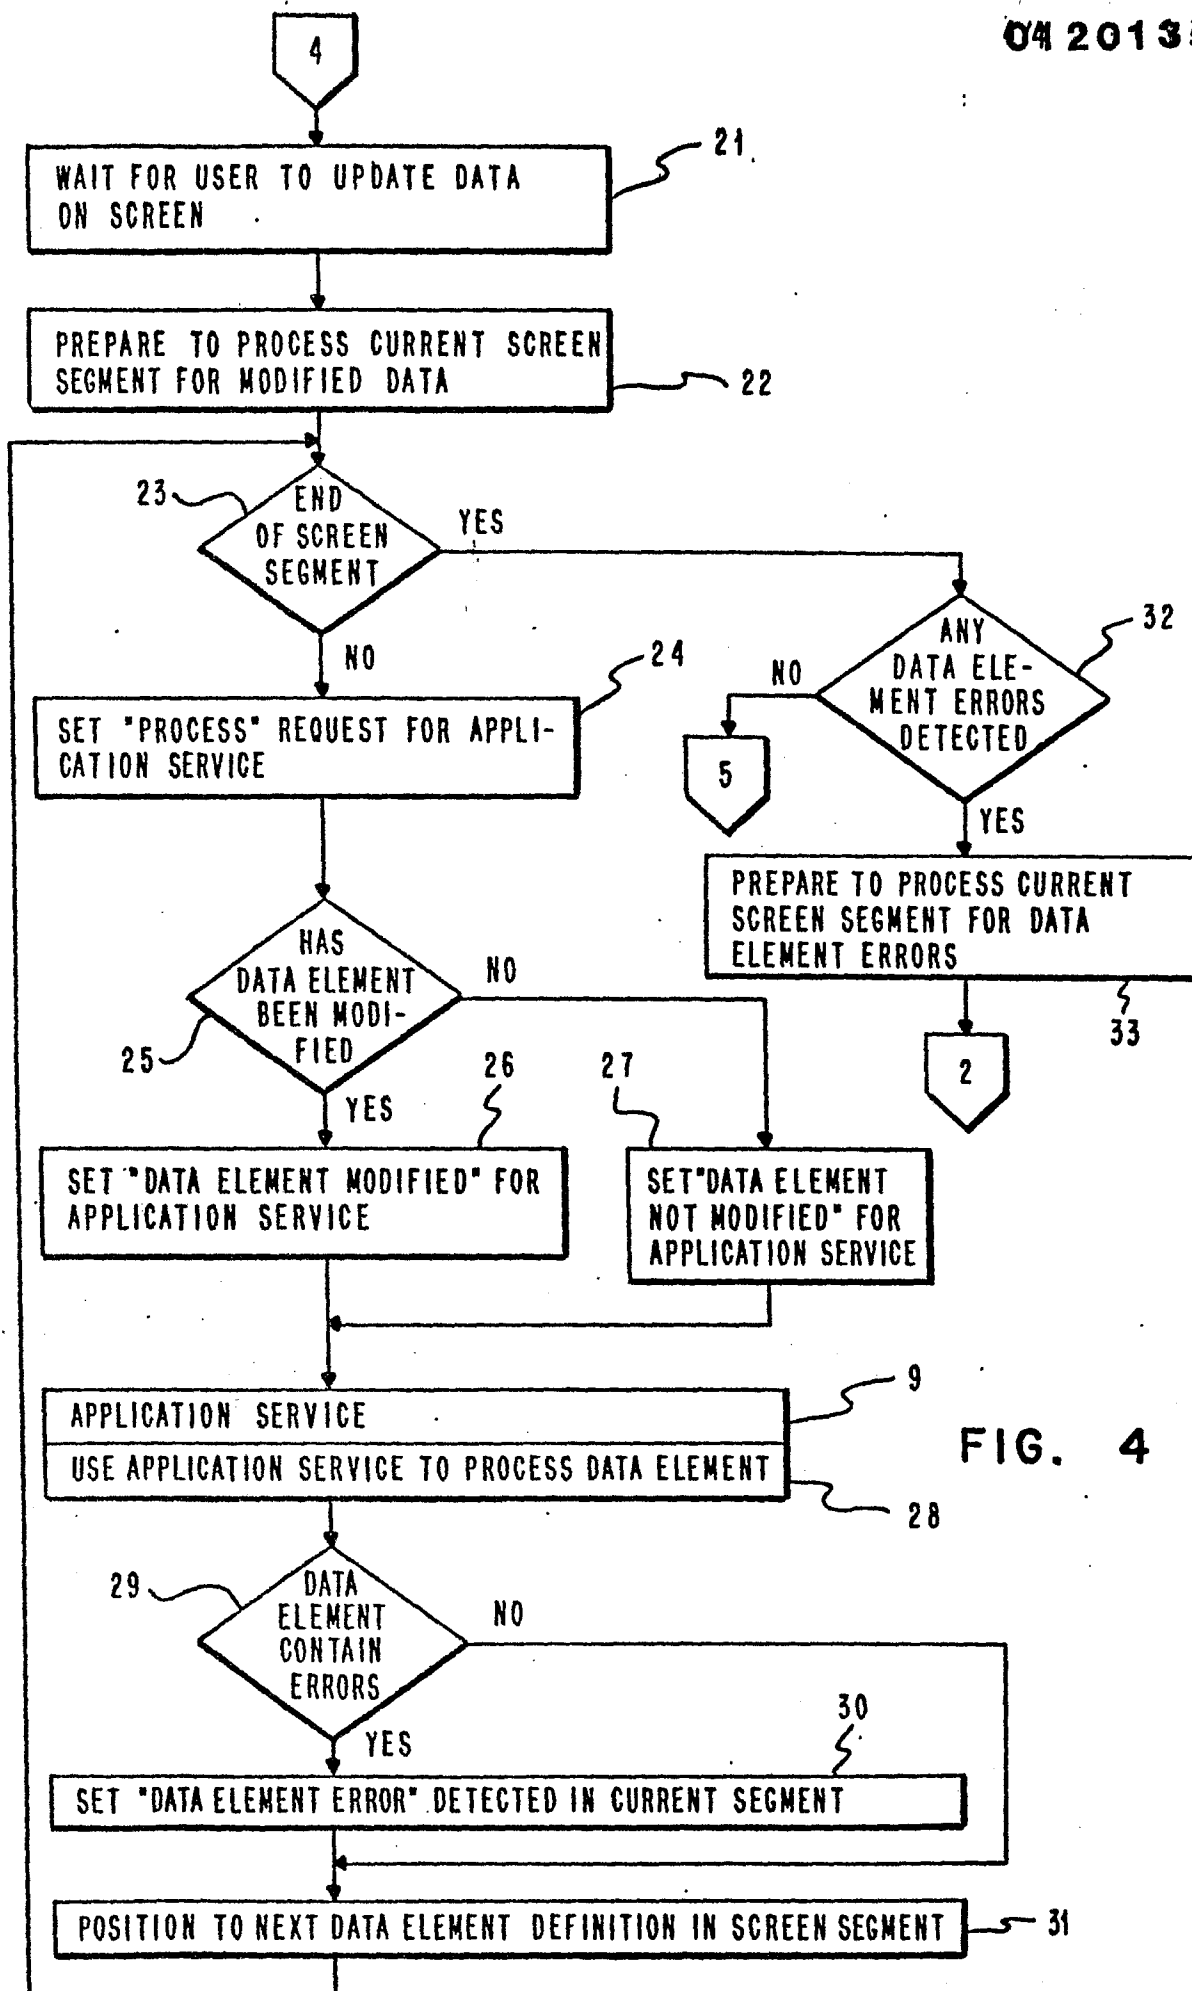 4
042013
21
WAIT FOR USER TO UPDATE DATA
ON SCREEN
PREPARE TO PROCESS CURRENT SCREEN
SEGMENT FOR MODIFIED DATA
22
23
END
OF SCREEN
SEGMENT
YES
NO
32
ANY
DATA ELE-
MENT ERRORS
DETECTED
NO
5
YES
24
SET "PROCESS" REQUEST FOR APPLI-
CATION SERVICE
PREPARE TO PROCESS CURRENT
SCREEN SEGMENT FOR DATA
ELEMENT ERRORS
33
2
HAS
DATA ELEMENT
BEEN MODI-
FIED
NO
25
YES
26
27
SET "DATA ELEMENT MODIFIED" FOR
APPLICATION SERVICE
SET "DATA ELEMENT
NOT MODIFIED" FOR
APPLICATION SERVICE
9
APPLICATION SERVICE
USE APPLICATION SERVICE TO PROCESS DATA ELEMENT
28
FIG. 4
29
DATA
ELEMENT
CONTAIN
ERRORS
NO
YES
30
SET "DATA ELEMENT ERROR" DETECTED IN CURRENT SEGMENT
POSITION TO NEXT DATA ELEMENT DEFINITION IN SCREEN SEGMENT
31